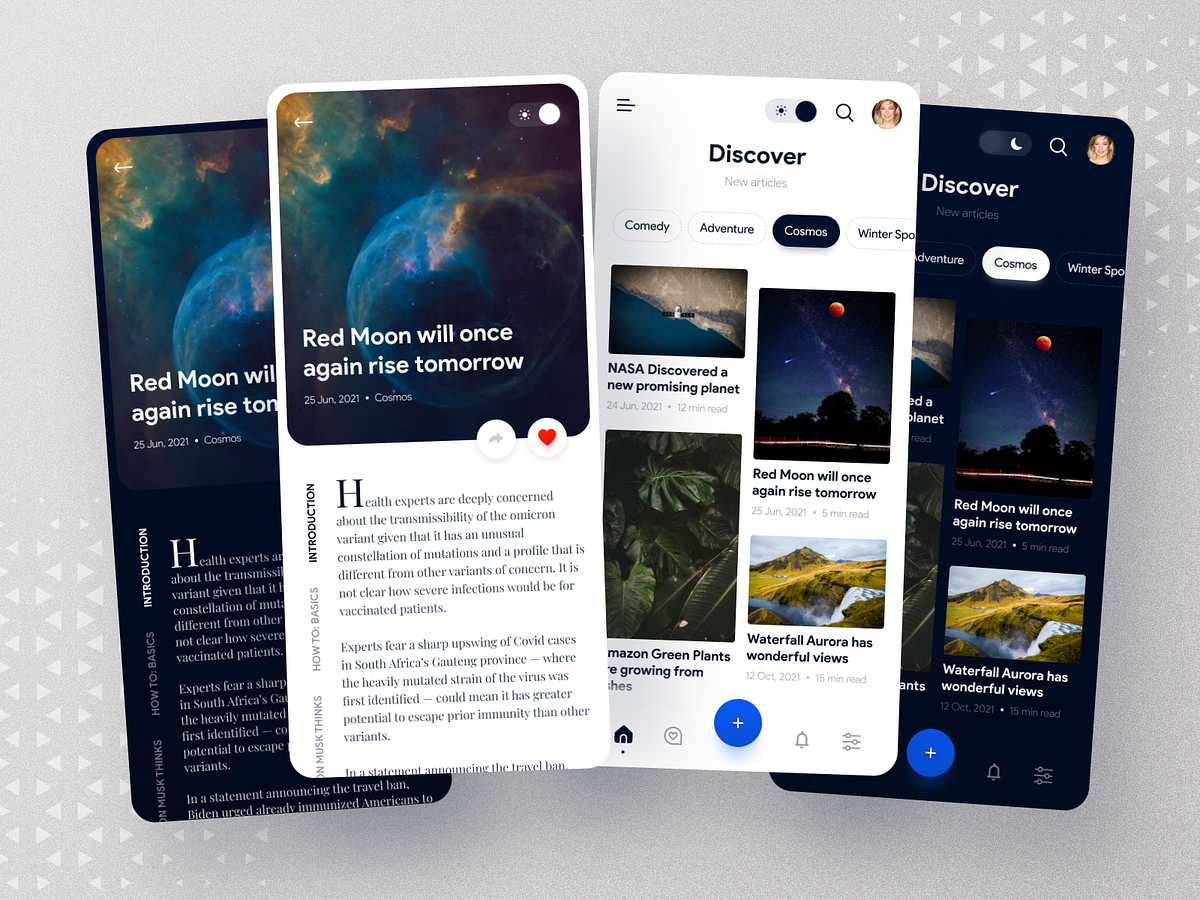 Red Moon will
again rise ton
25 Jun, 2021 • Cosmos
INTRODUCTION
HOW TO: BASICS
ON MUSK THINKS
Health experts ar
about the transmissi
variant given that it h
constellation of muta
different from other
not clear how severe
vaccinated patients.
Experts fear a sharp
in South Africa's Gau
the heavily mutated
first identified — cou
potential to escape p
variants.
In a statement announcing the travel ban,
Biden urged already immunized Americans to
Red Moon will once
again rise tomorrow
25 Jun, 2021 • Cosmos
INTRODUCTION
HOW TO: BASICS
ON MUSK THINKS
Health experts are deeply concerned
about the transmissibility of the omicron
variant given that it has an unusual
constellation of mutations and a profile that is
different from other variants of concern. It is
not clear how severe infections would be for
vaccinated patients.
Experts fear a sharp upswing of Covid cases
in South Africa's Gauteng province — where
the heavily mutated strain of the virus was
first identified — could mean it has greater
potential to escape prior immunity than other
variants.
In a statement announcing the travel ban,
Discover
New articles
Comedy
Adventure
Cosmos
Winter Spo
NASA Discovered a
new promising planet
24 Jun, 2021 • 12 min read
Red Moon will once
again rise tomorrow
25 Jun, 2021 • 5 min read
mazon Green Plants
re growing from
shes
Waterfall Aurora has
wonderful views
12 Oct, 2021 • 15 min read
Discover
New articles
Adventure
Cosmos
Winter Spo
ed a
planet
read
Red Moon will once
again rise tomorrow
25 Jun, 2021 • 5 min read
ants
Waterfall Aurora has
wonderful views
12 Oct, 2021 • 15 min read